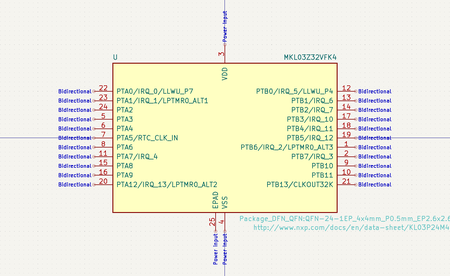 Power Input
3
U
MKL03Z32VFK4
VDD
Bidirectional 22 PTA0/IRQ_0/LLWU_P7 PTB0/IRQ_5/LLWU_P4 12 Bidirectional
Bidirectional 23 PTA1/IRQ_1/LPTMR0_ALT1 PTB1/IRQ_6 13 Bidirectional
Bidirectional 24 PTA2 PTB2/IRQ_7 14 Bidirectional
Bidirectional 5 PTA3 PTB3/IRQ_10 17 Bidirectional
Bidirectional 6 PTA4 PTB4/IRQ_11 18 Bidirectional
Bidirectional 7 PTA5/RTC_CLK_IN PTB5/IRQ_12 19 Bidirectional
Bidirectional 8 PTA6 PTB6/IRQ_2/LPTMR0_ALT3 1 Bidirectional
Bidirectional 11 PTA7/IRQ_4 PTB7/IRQ_3 2 Bidirectional
Bidirectional 15 PTA8 PTB10 9 Bidirectional
Bidirectional 16 PTA9 PTB11 10 Bidirectional
Bidirectional 20 PTA12/IRQ_13/LPTMR0_ALT2 PTB13/CLKOUT32K 21 Bidirectional
EPAD
VSS
25
4
Power Input
Power Input
Package_DFN_QFN:QFN-24-1EP_4x4mm_P0.5mm_EP2.6x2.6
http://www.nxp.com/docs/en/data-sheet/KL03P24M4